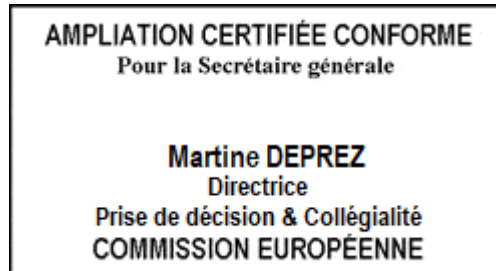 AMPLIATION CERTIFIÉE CONFORME
Pour la Secrétaire générale
Martine DEPREZ
Directrice
Prise de décision & Collégialité
COMMISSION EUROPÉENNE